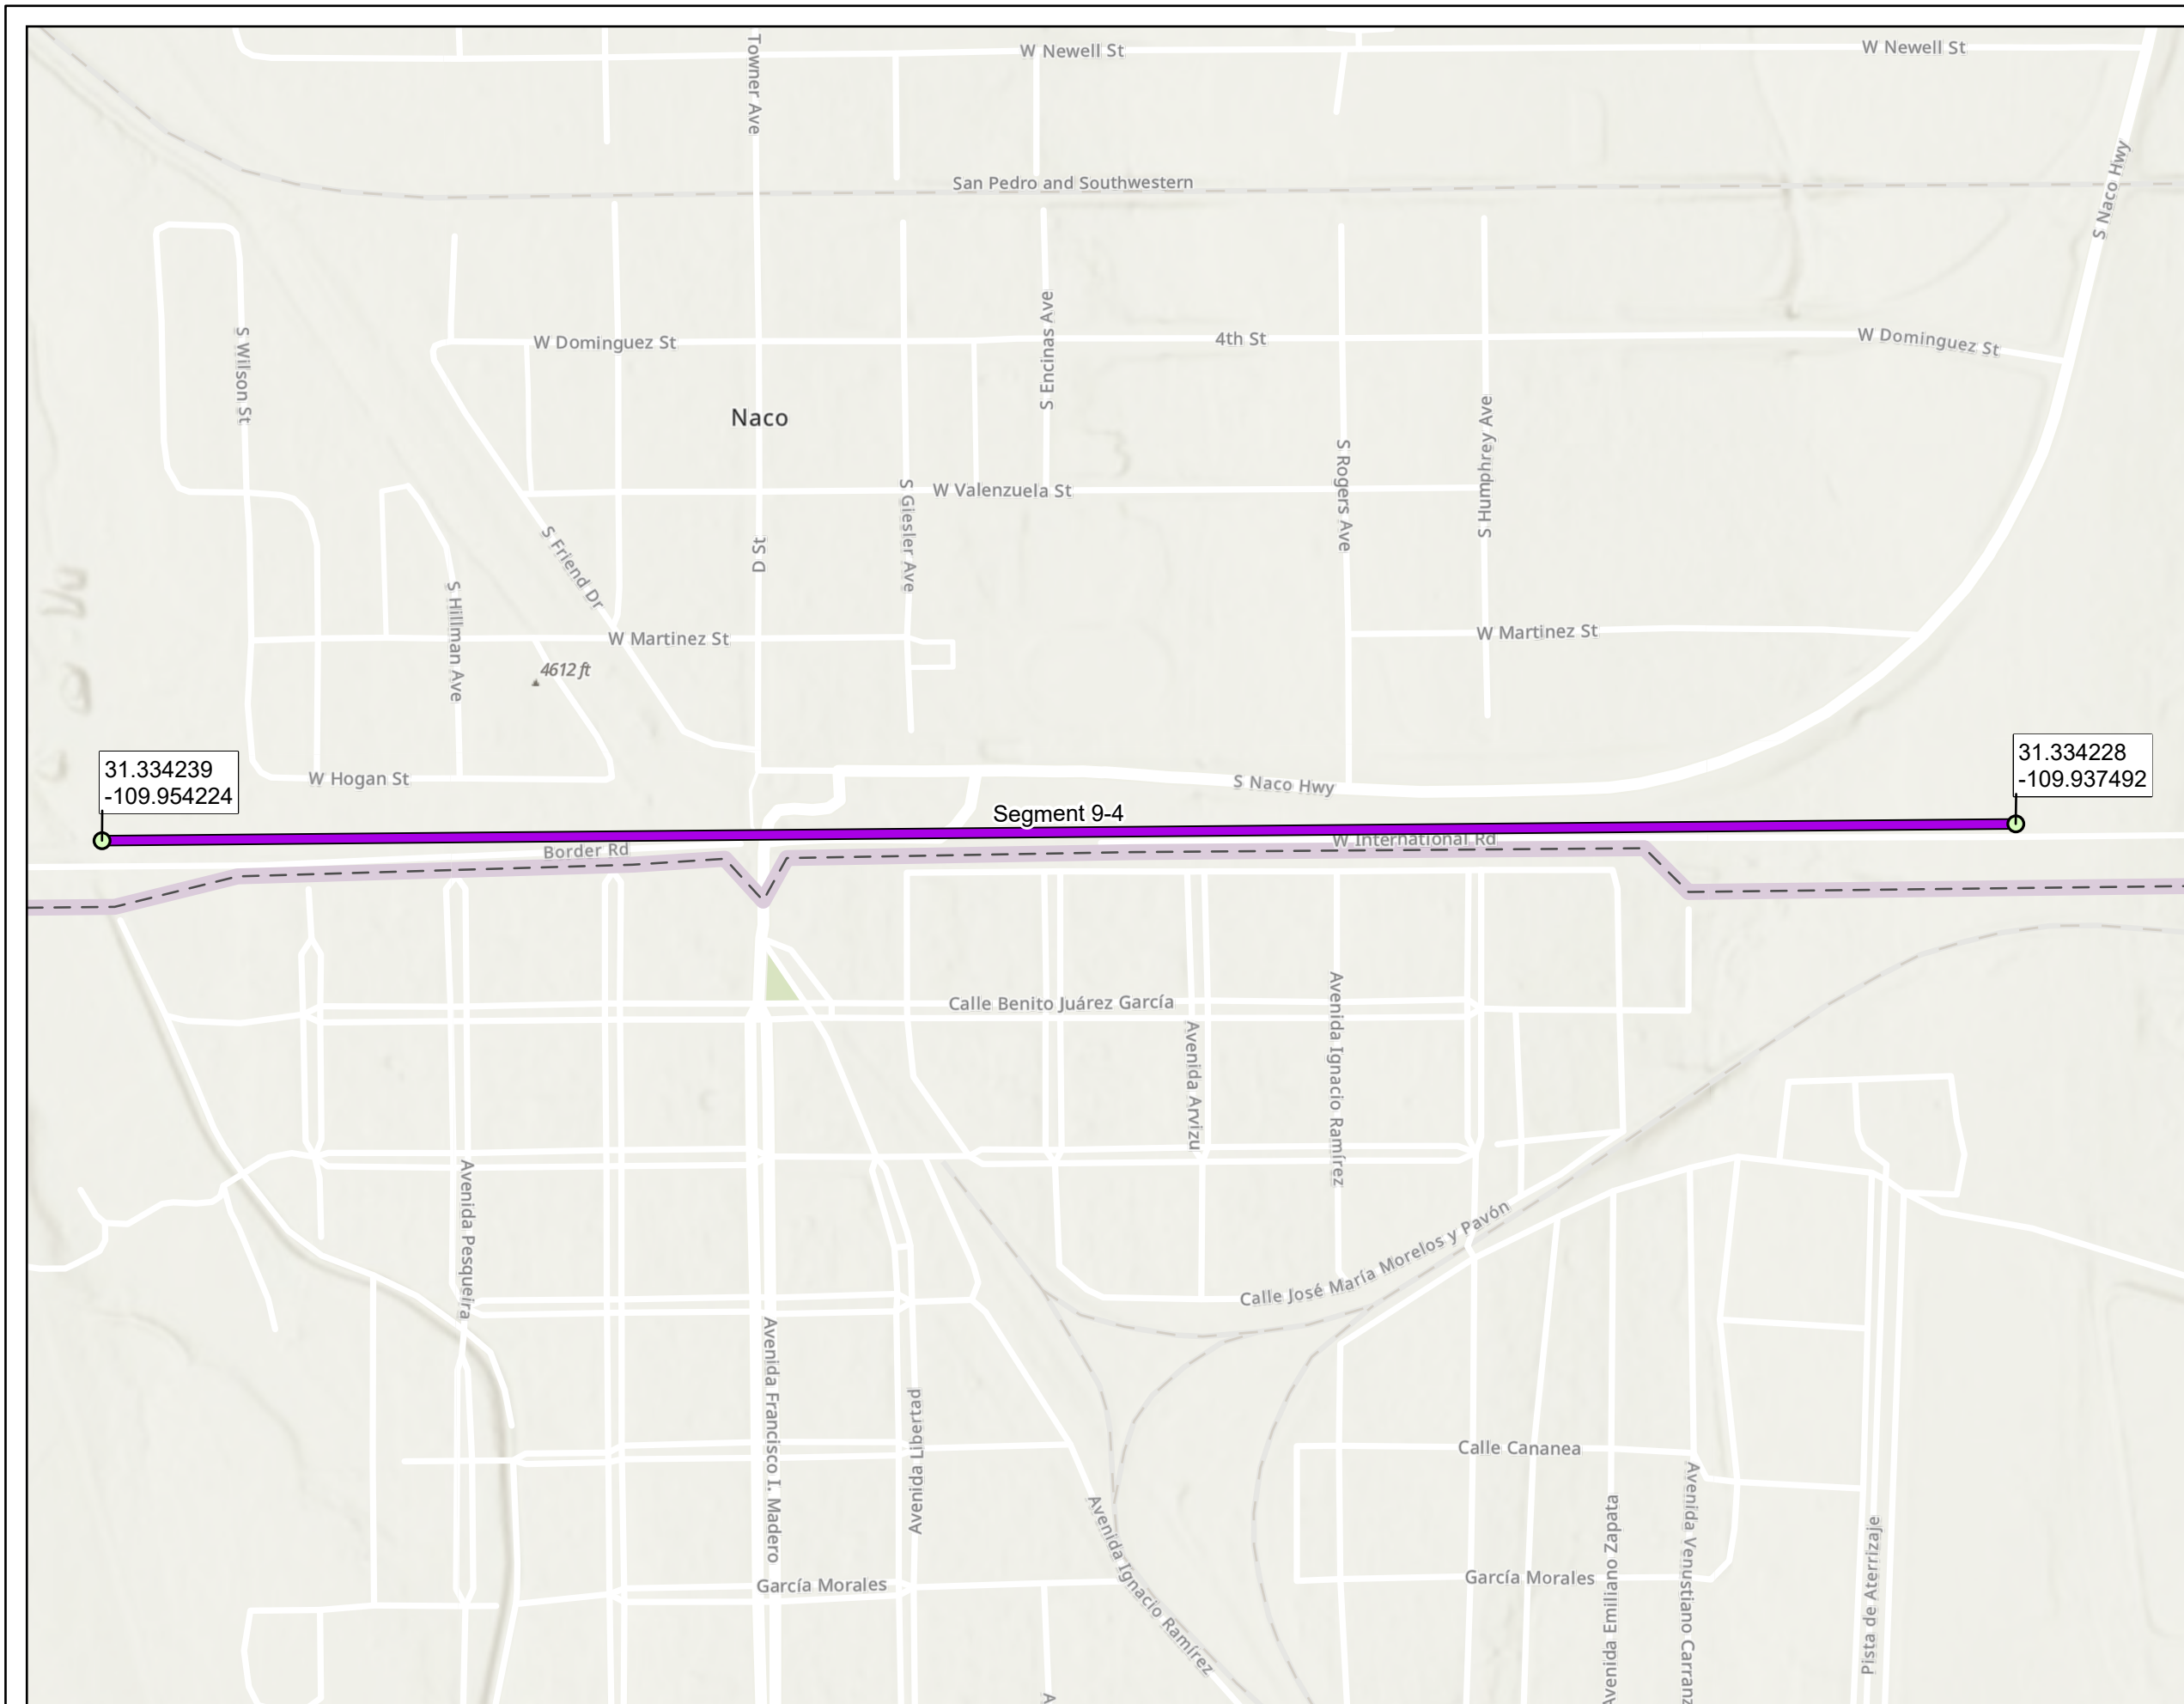 W Newell St
W Newell St
Towner Ave
S Naco Hwy
San Pedro and Southwestern
S Wilson St
W Dominguez St
S Encinas Ave
4th St
W Dominguez St
Naco
S Rogers Ave
S Humphrey Ave
W Valenzuela St
S Giesler Ave
S Friend Dr
D St
S Hillman Ave
W Martinez St
W Martinez St
4612 ft
31.334239
-109.954224
W Hogan St
S Naco Hwy
31.334228
-109.937492
Segment 9-4
Border Rd
W International Rd
Calle Benito Juárez García
Avenida Arvizu
Avenida Ignacio Ramírez
Avenida Pesqueira
Calle José María Morelos y Pavón
Avenida Francisco I. Madero
Avenida Libertad
Calle Cananea
Avenida Ignacio Ramírez
Avenida Emiliano Zapata
Avenida Venustiano Carranz
Pista de Aterrizaje
García Morales
García Morales
A